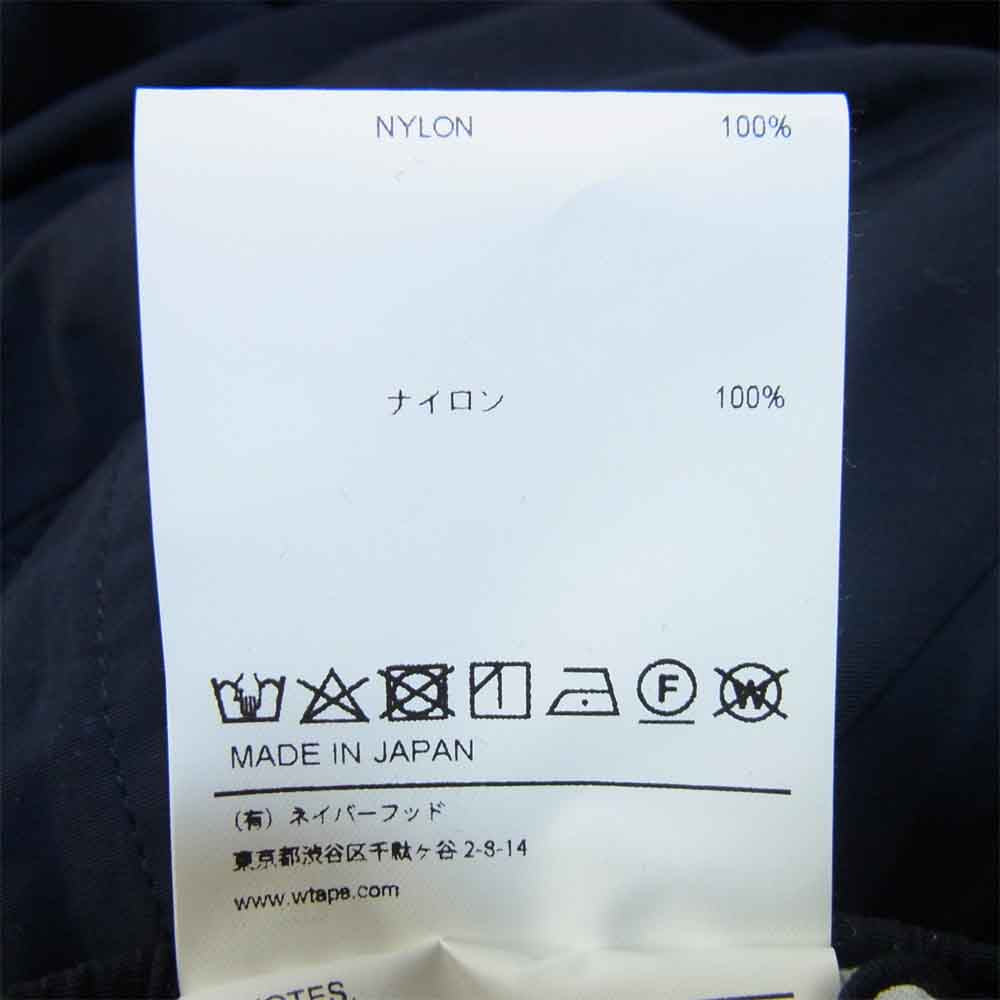 NYLON 100%
ナイロン 100%
F W
MADE IN JAPAN
(有) ネイバーフッド
東京都渋谷区千駄ヶ谷 2-8-14
www.wtaps.com